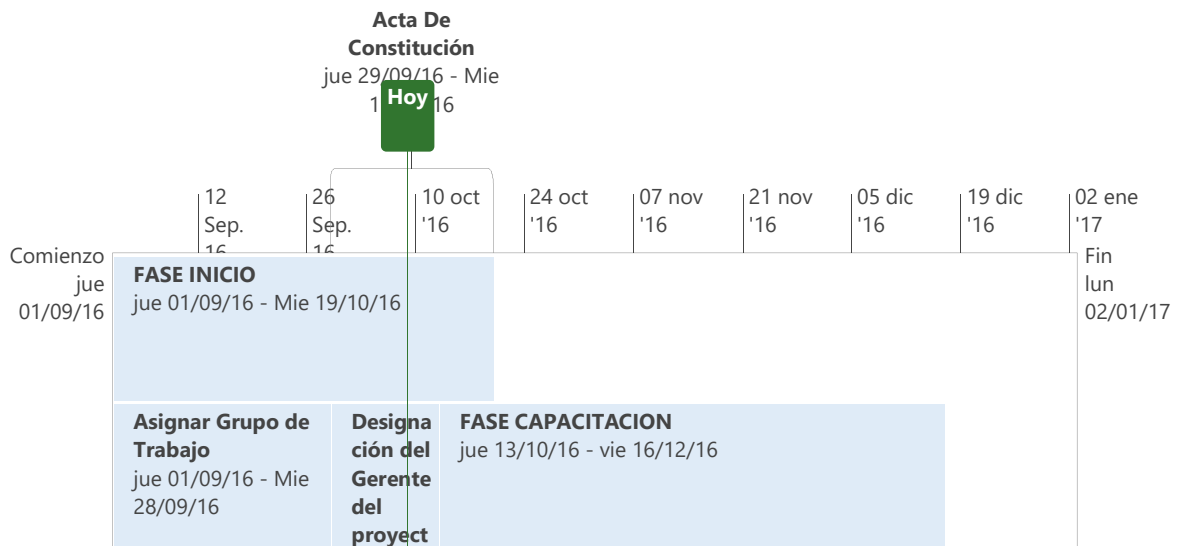 Acta De
Constitución
jue 29/09/16 - Mie
1 16
Hoy
12
Sep.
16
26
Sep.
16
10 oct
'16
24 oct
'16
07 nov
'16
21 nov
'16
05 dic
'16
19 dic
'16
02 ene
'17
Comienzo
jue
01/09/16
Fin
lun
02/01/17
FASE INICIO
jue 01/09/16 - Mie 19/10/16
Asignar Grupo de
Trabajo
jue 01/09/16 - Mie
28/09/16
Designa
ción del
Gerente
del
proyect
FASE CAPACITACION
jue 13/10/16 - vie 16/12/16